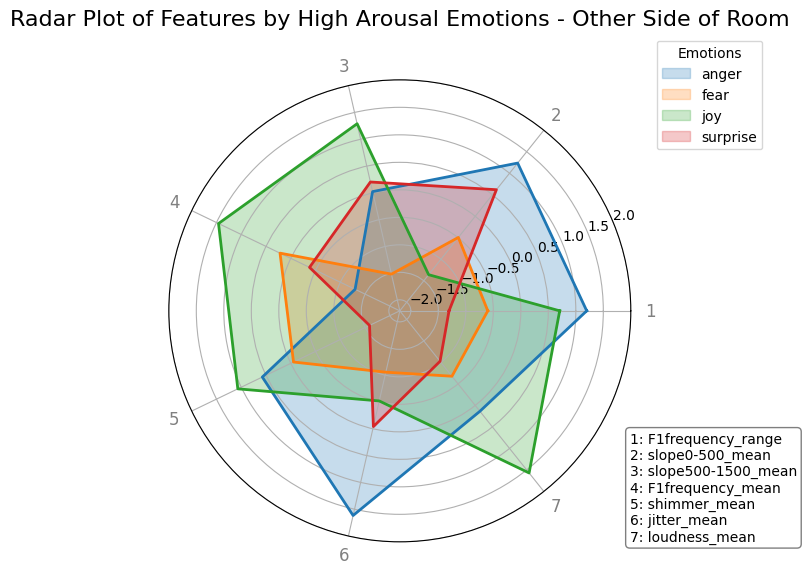 Radar Plot of Features by High Arousal Emotions - Other Side of Room
Emotions
anger
fear
joy
surprise
3
2
4
2.0
1.5
1.0
0.5
0.0
−0.5
−1.0
−1.5
−2.0
1
5
6
7
1: F1frequency_range
2: slope0-500_mean
3: slope500-1500_mean
4: F1frequency_mean
5: shimmer_mean
6: jitter_mean
7: loudness_mean